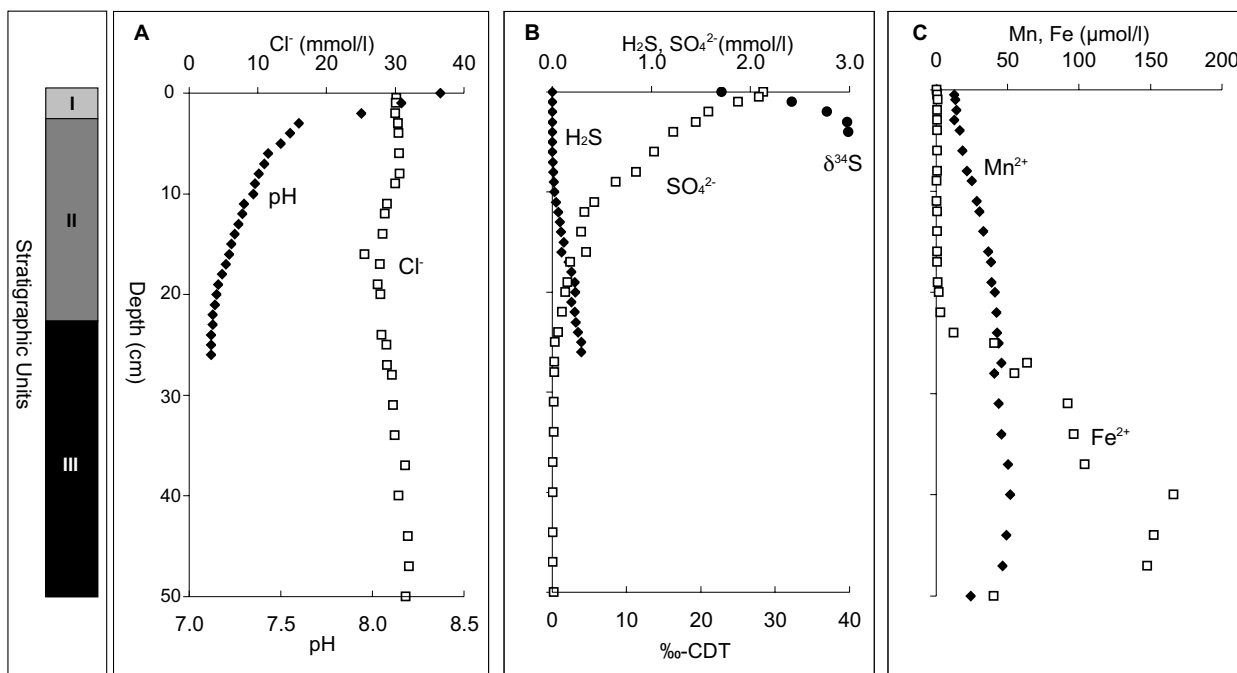 A
Cl⁻ (mmol/l)
0 10 20 30 40
B
H₂S, SO₄²⁻(mmol/l)
0.0 1.0 2.0 3.0
C
Mn, Fe (µmol/l)
0 50 100 150 200
Stratigraphic Units
I
II
III
Depth (cm)
0
10
20
30
40
50
pH
Cl⁻
7.0 8.0 8.5
pH
H₂S
SO₄²⁻
δ³⁴S
0 10 20 30 40
‰-CDT
Mn²⁺
Fe²⁺